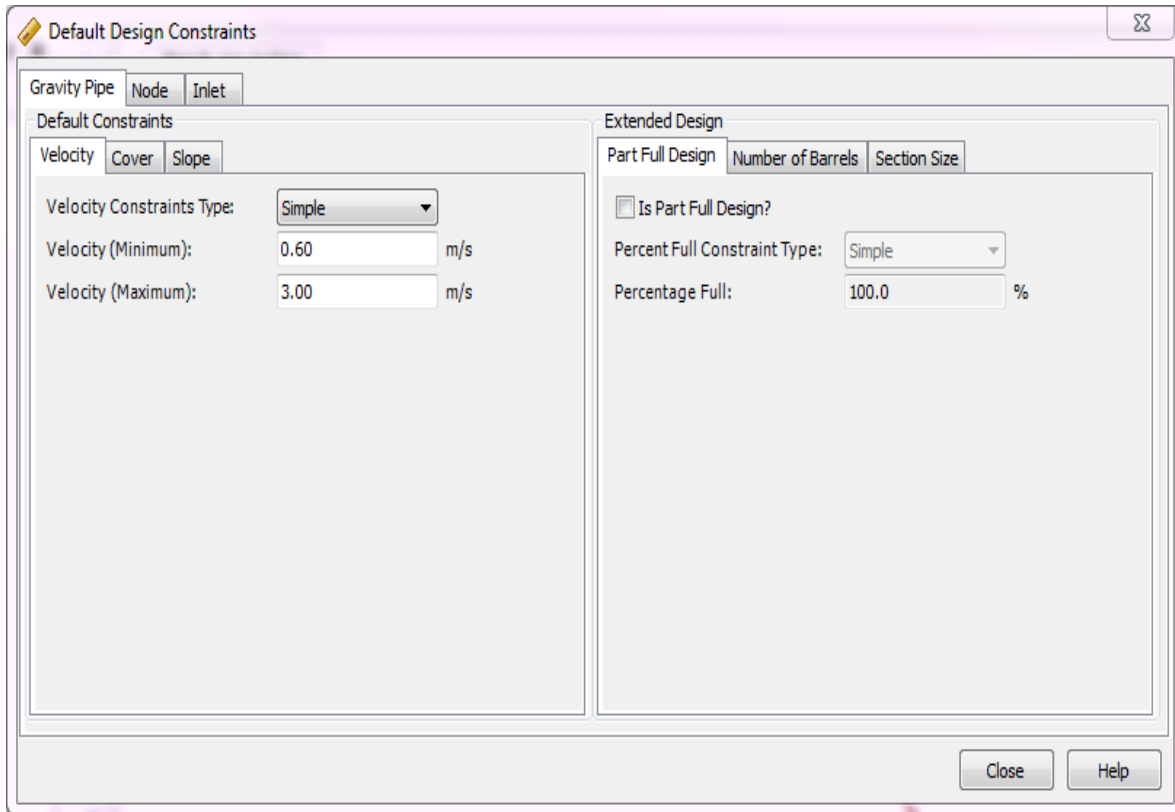 Default Design Constraints
Gravity Pipe Node Inlet
Default Constraints
Velocity Cover Slope
Velocity Constraints Type: Simple
Velocity (Minimum): 0.60 m/s
Velocity (Maximum): 3.00 m/s
Extended Design
Part Full Design Number of Barrels Section Size
Is Part Full Design?
Percent Full Constraint Type: Simple
Percentage Full: 100.0 %
Close Help